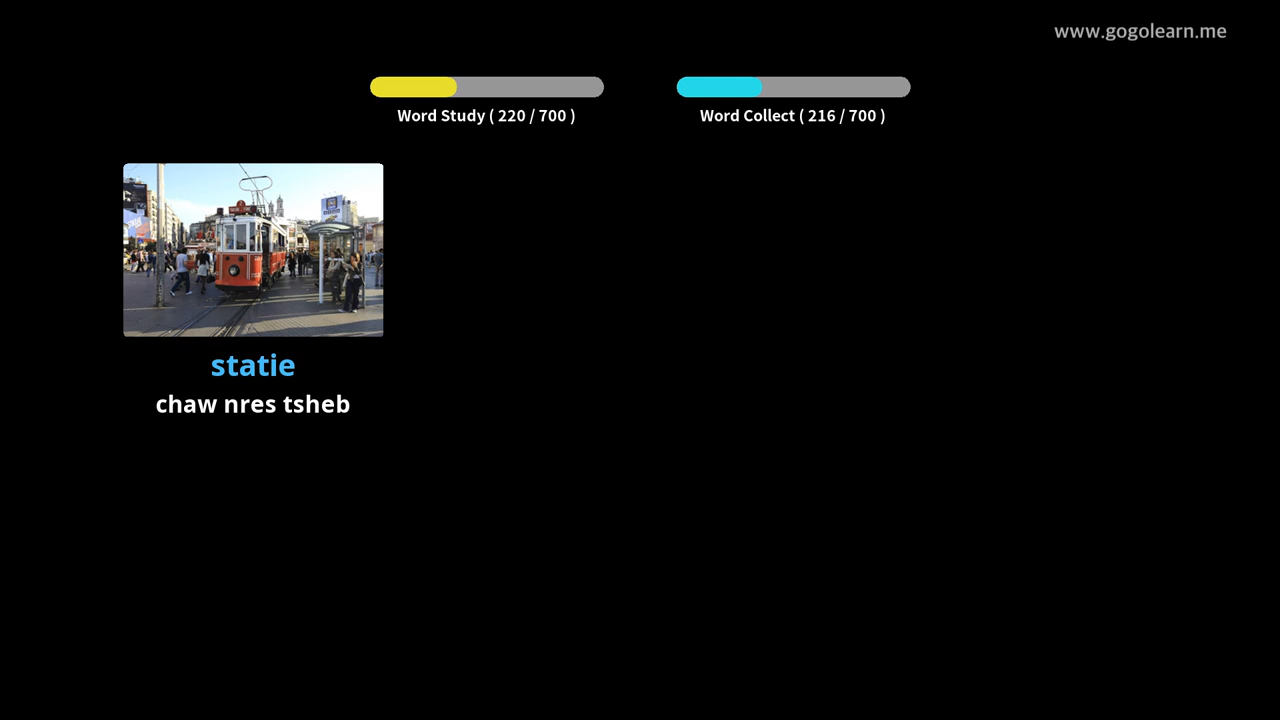 www.gogolearn.me
Word Study ( 220 / 700 )
Word Collect ( 216 / 700 )
statie
chaw nres tsheb